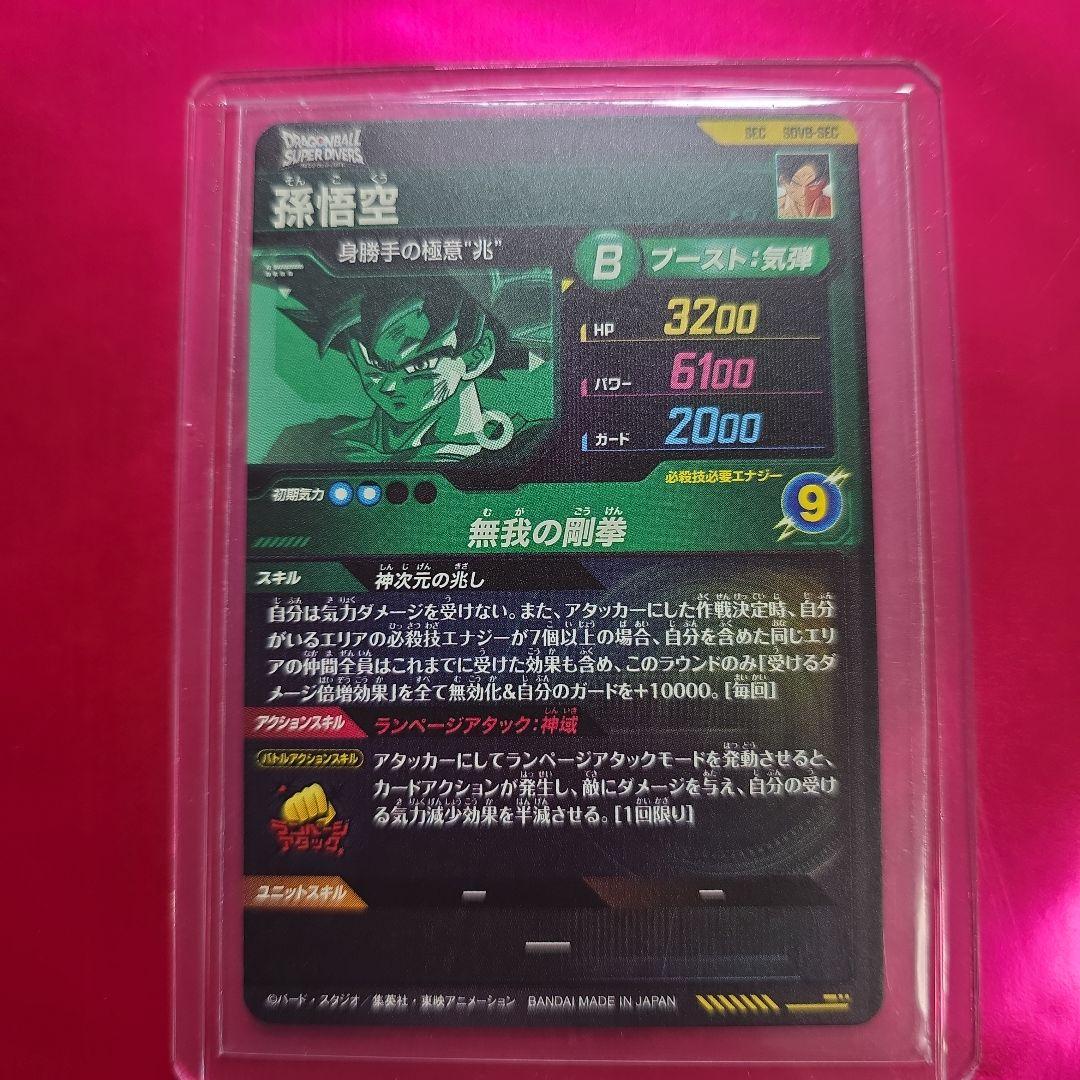 SEC SDVB-SEC
DRAGONBALL
SUPER DIVERS
そん ご くう
孫悟空
身勝手の極意"兆"
B ブースト:気弾
HP 3200
パワー 6100
ガード 2000
初期気力
必殺技必要エナジー
9
む が ごう けん
無我の剛拳
スキル 神次元の兆し
自分は気力ダメージを受けない。また、アタッカーにした作戦決定時、自分
がいるエリアの必殺技エナジーが7個以上の場合、自分を含めた同じエリ
アの仲間全員はこれまでに受けた効果も含め、このラウンドのみ「受けるダ
メージ倍増効果」を全て無効化&自分のガードを+10000。[毎回]
アクションスキル ランページアタック:神域
バトルアクションスキル
アタッカーにしてランページアタックモードを発動させると、
カードアクションが発生し、敵にダメージを与え、自分の受け
る気力減少効果を半減させる。[1回限り]
ランページ
アタック
ユニットスキル - -
-
©バード・スタジオ/集英社・東映アニメーション BANDAI MADE IN JAPAN